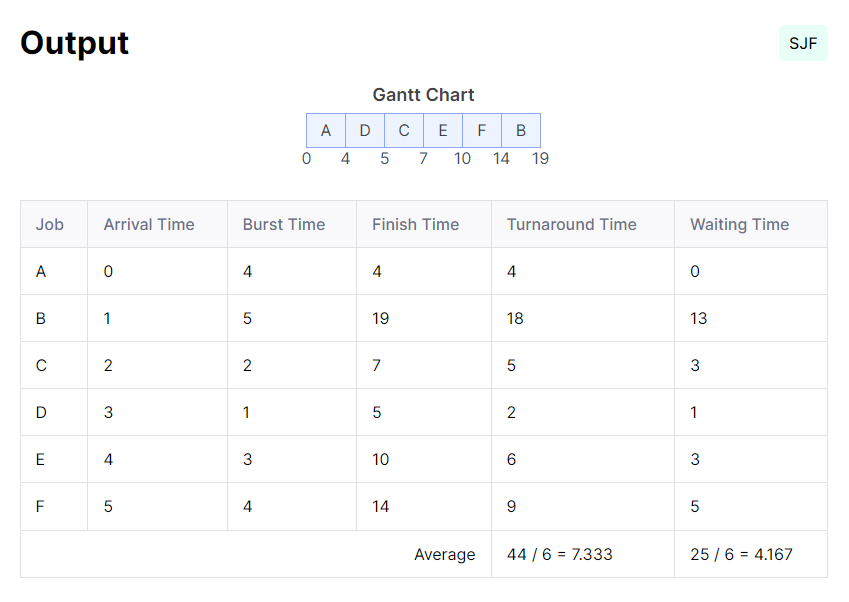 Output
SJF
Gantt Chart
A D C E F B
0 4 5 7 10 14 19
Job Arrival Time Burst Time Finish Time Turnaround Time Waiting Time
A 0 4 4 4 0
B 1 5 19 18 13
C 2 2 7 5 3
D 3 1 5 2 1
E 4 3 10 6 3
F 5 4 14 9 5
Average 44 / 6 = 7.333 25 / 6 = 4.167